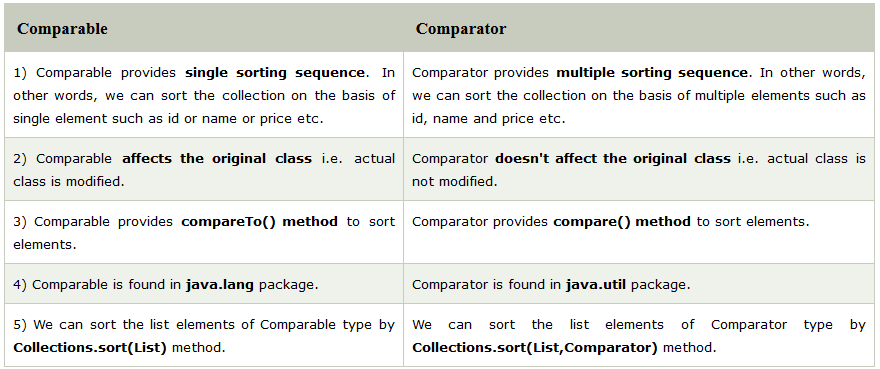 Comparable
Comparator
1) Comparable provides single sorting sequence. In
other words, we can sort the collection on the basis of
single element such as id or name or price etc.
Comparator provides multiple sorting sequence. In other words,
we can sort the collection on the basis of multiple elements such as
id, name and price etc.
2) Comparable affects the original class i.e. actual
class is modified.
Comparator doesn't affect the original class i.e. actual class is
not modified.
3) Comparable provides compareTo() method to sort
elements.
Comparator provides compare() method to sort elements.
4) Comparable is found in java.lang package.
Comparator is found in java.util package.
5) We can sort the list elements of Comparable type by
Collections.sort(List) method.
We can sort the list elements of Comparator type by
Collections.sort(List,Comparator) method.